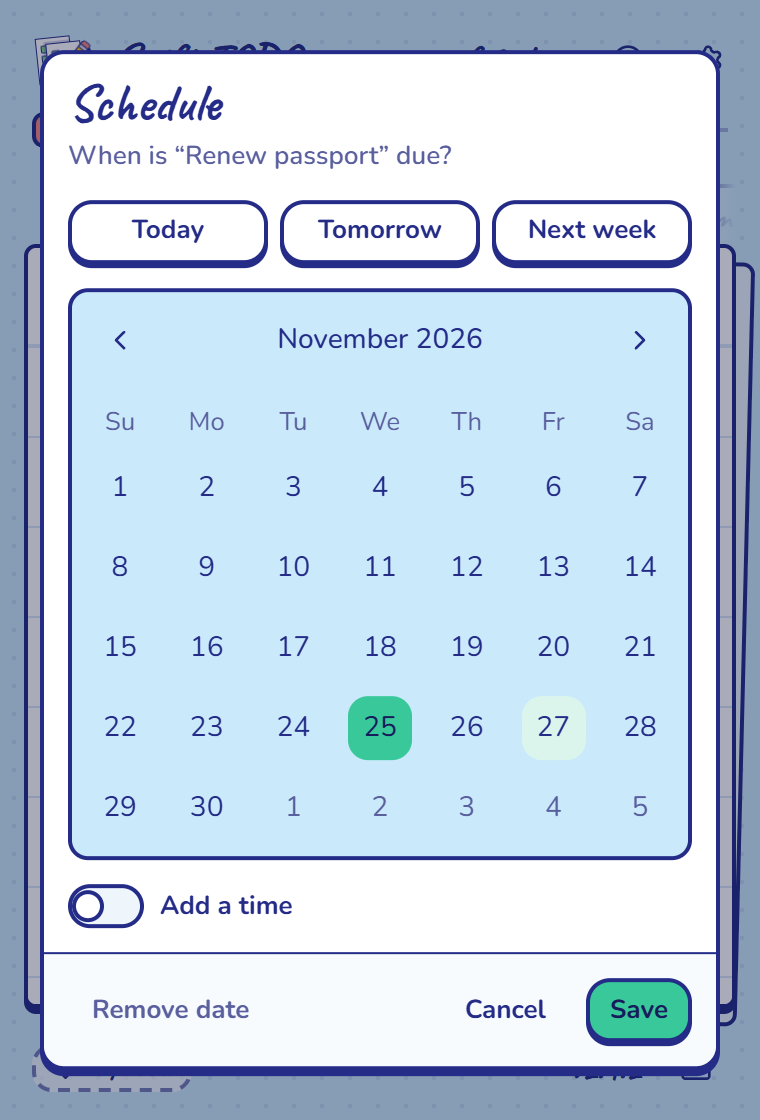 Schedule
When is “Renew passport” due?
Today Tomorrow Next week
November 2026
Su Mo Tu We Th Fr Sa
1 2 3 4 5 6 7
8 9 10 11 12 13 14
15 16 17 18 19 20 21
22 23 24 25 26 27 28
29 30 1 2 3 4 5
Add a time
Remove date Cancel Save